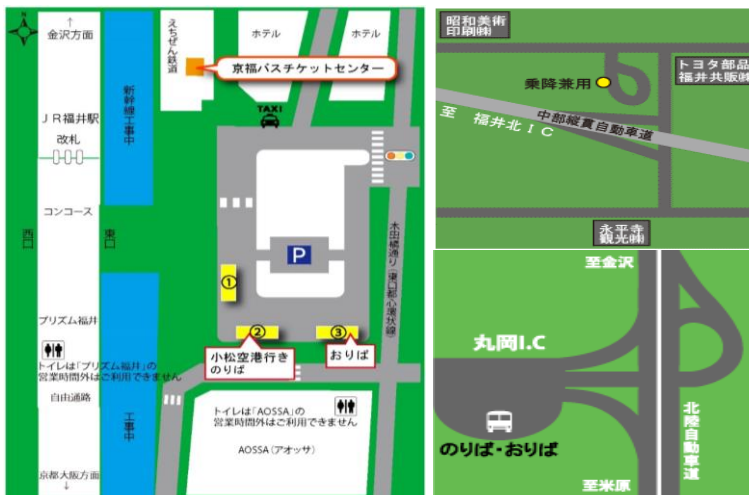 N
↑
金沢方面
えちぜん鉄道
ホテル
ホテル
京福バスチケットセンター
新幹線工事中
TAXI
JR福井駅
改札
コンコース
西口
東口
P
木田橋通り(東口都心環状線)
①
②
③
小松空港行き
のりば
おりば
プリズム福井
トイレは「プリズム福井」の
営業時間外はご利用できません
自由通路
工事中
トイレは「AOSSA」の
営業時間外はご利用できません
AOSSA(アオッサ)
京都大阪方面
↓
昭和美術
印刷㈱
トヨタ部品
福井共販㈱
乗降兼用
至 福井北IC
中部縦貫自動車道
永平寺
観光㈱
至金沢
丸岡I.C
のりば・おりば
北陸自動車道
至米原